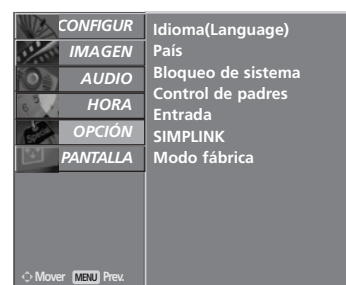 CONFIGUR
IMAGEN
AUDIO
HORA
OPCIÓN
PANTALLA
Mover MENU Prev.
Idioma(Language)
País
Bloqueo de sistema
Control de padres
Entrada
SIMPLINK
Modo fábrica